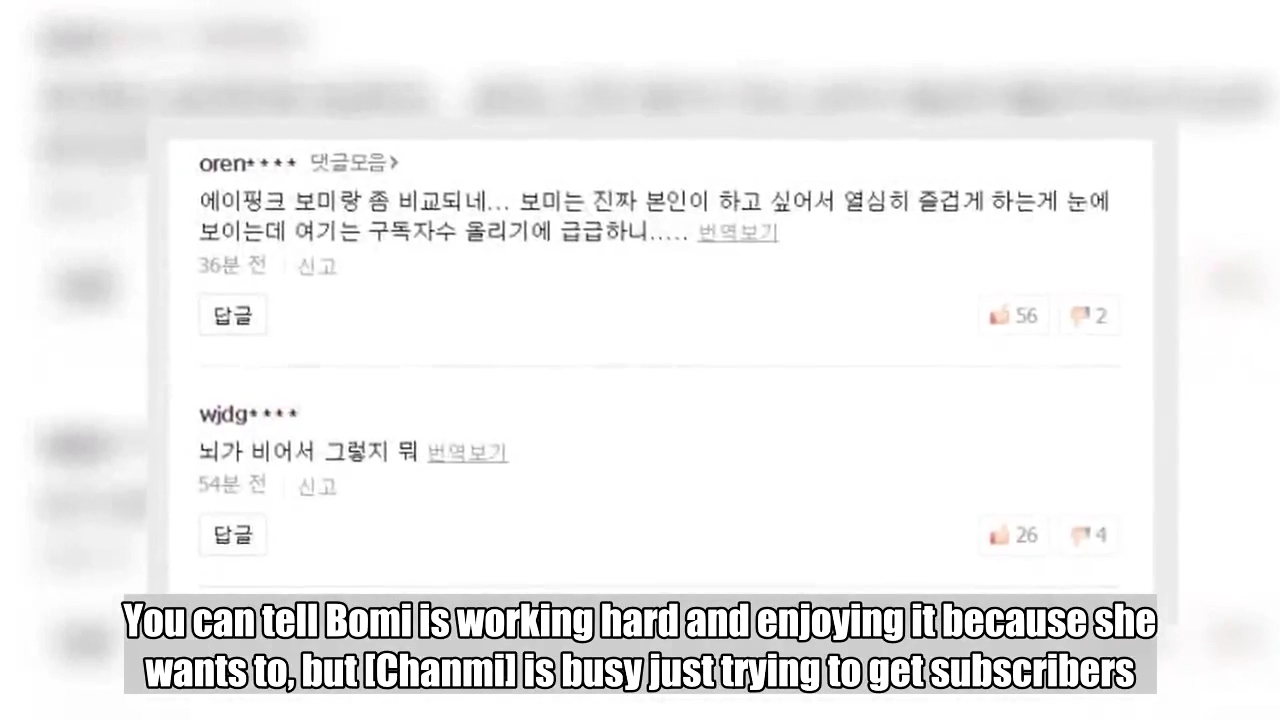 oren**** 댓글모음>
에이핑크 보미랑 좀 비교되네... 보미는 진짜 본인이 하고 싶어서 열심히 즐겁게 하는게 눈에
보이는데 여기는 구독자수 올리기에 급급하니..... 번역보기
36분 전 신고
답글 56 2
wjdg****
뇌가 비어서 그렇지 뭐 번역보기
54분 전 신고
답글 26 4
You can tell Bomi is working hard and enjoying it because she
wants to, but [Chanmi] is busy just trying to get subscribers